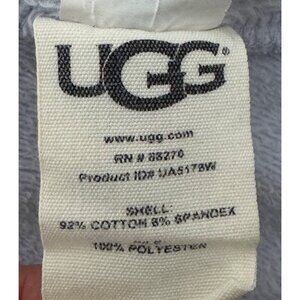 UGG®
www.ugg.com
RN # 88276
Product ID# UA5178W
SHELL:
92% COTTON 8% SPANDEX
100% POLYESTER